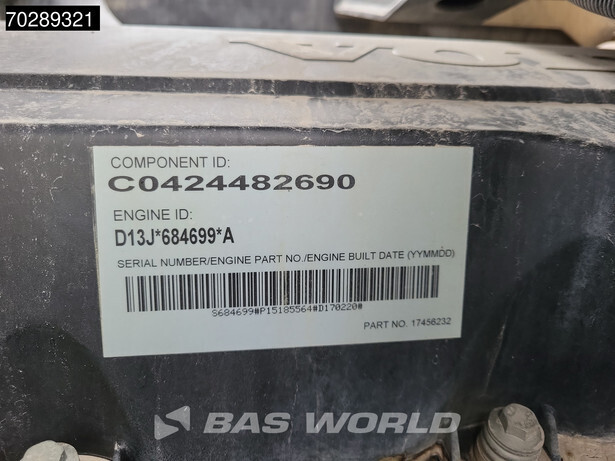 70289321
COMPONENT ID:
C0424482690
ENGINE ID:
D13J*684699*A
SERIAL NUMBER/ENGINE PART NO./ENGINE BUILT DATE (YYMMDD)
S684699#P15185564#D170220#
PART NO. 17456232
BAS WORLD